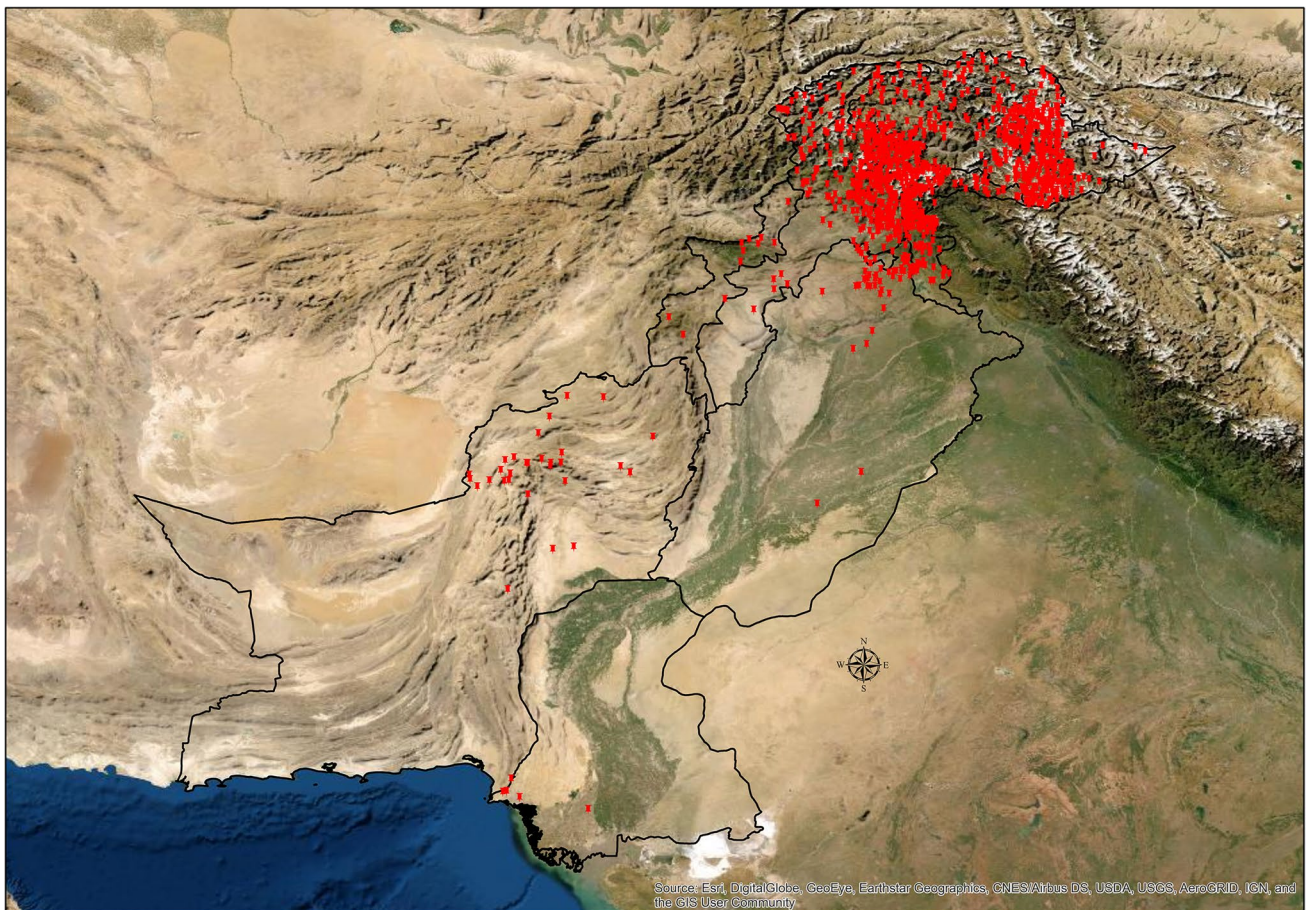 N
W E
S
Source: Esri, DigitalGlobe, GeoEye, Earthstar Geographics, CNES/Airbus DS, USDA, USGS, AeroGRID, IGN, and
the GIS User Community